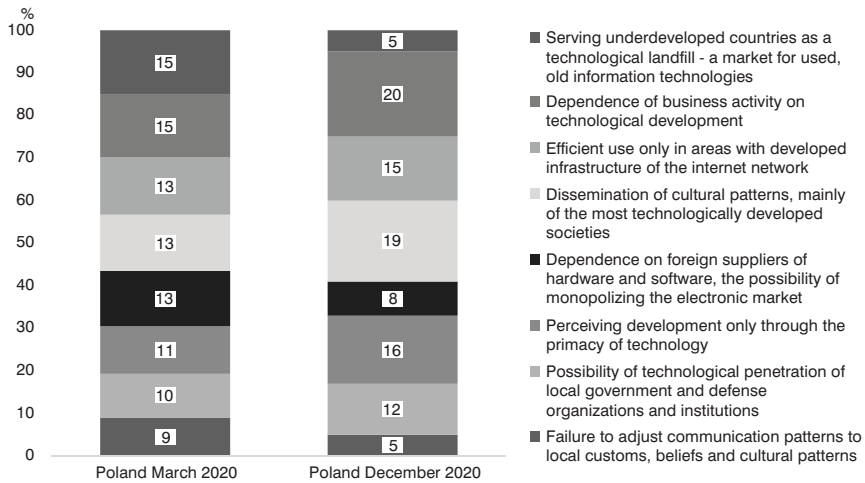 %
100
90
80
70
60
50
40
30
20
10
0
15
15
13
13
13
11
10
9
5
20
15
19
8
16
12
5
Poland March 2020
Poland December 2020
Serving underdeveloped countries as a
technological landfill - a market for used,
old information technologies
Dependence of business activity on
technological development
Efficient use only in areas with developed
infrastructure of the internet network
Dissemination of cultural patterns, mainly
of the most technologically developed
societies
Dependence on foreign suppliers of
hardware and software, the possibility of
monopolizing the electronic market
Perceiving development only through the
primacy of technology
Possibility of technological penetration of
local government and defense
organizations and institutions
Failure to adjust communication patterns to
local customs, beliefs and cultural patterns